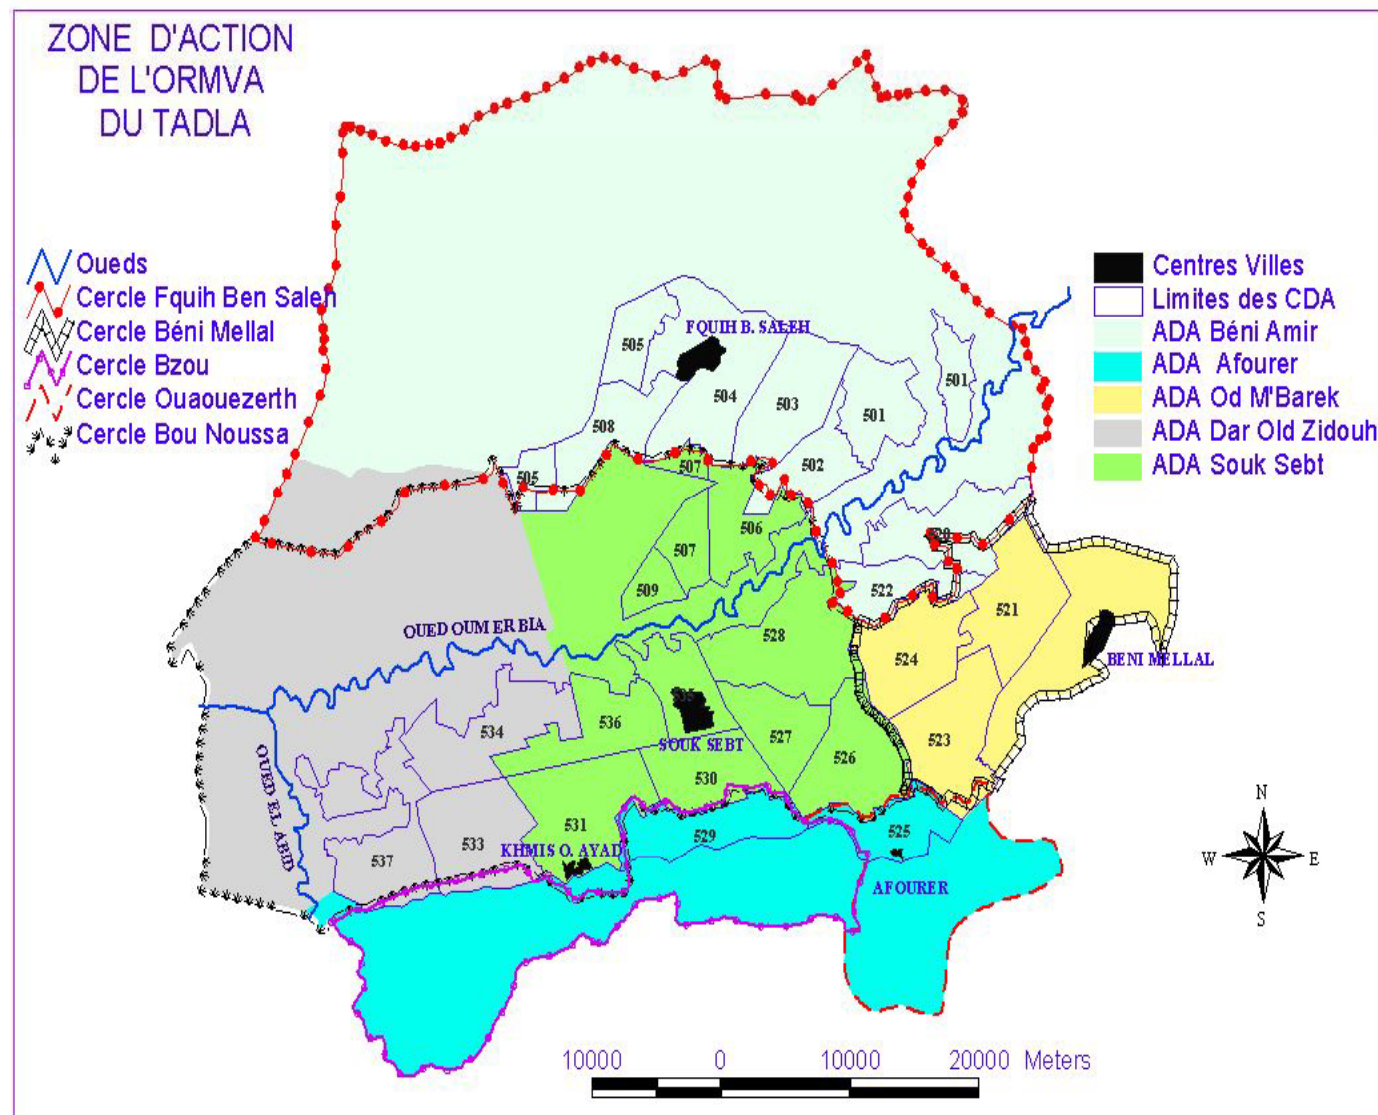 ZONE D'ACTION
DE L'ORMVA
DU TADLA
Oueds
Cercle Fquih Ben Saleh
Cercle Béni Mellal
Cercle Bzou
Cercle Ouaouezerth
Cercle Bou Noussa
Centres Villes
Limites des CDA
ADA Béni Amir
ADA Afourer
ADA Od M'Barek
ADA Dar Old Zidouh
ADA Souk Sebt
FQUIH B. SALEH
505
501
504
503
501
508
502
507
505
506
507
509
522
521
OUED OUM ER BIA
528
524
BENI MELLAL
534
536
SOUK SEBT
527
523
526
OUED EL ABID
530
531
525
529
KHMIS O. AYAD
533
537
AFOURER
N
W
E
S
10000 0 10000 20000 Meters